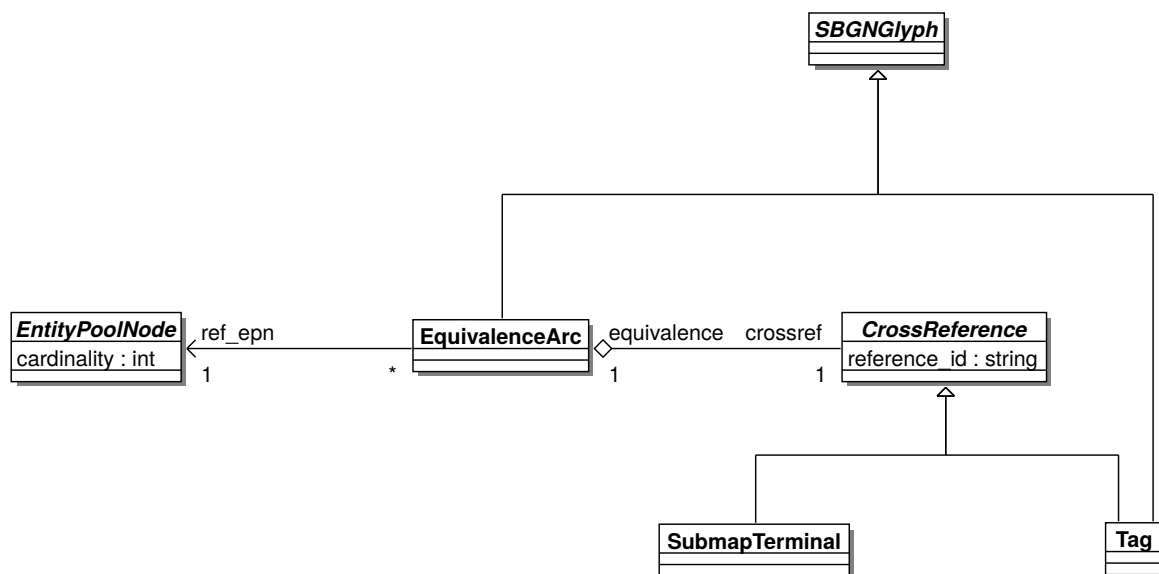 SBGNGlyph
EntityPoolNode
cardinality : int
ref_epn
1
*
EquivalenceArc
equivalence
crossref
1
1
CrossReference
reference_id : string
SubmapTerminal
Tag